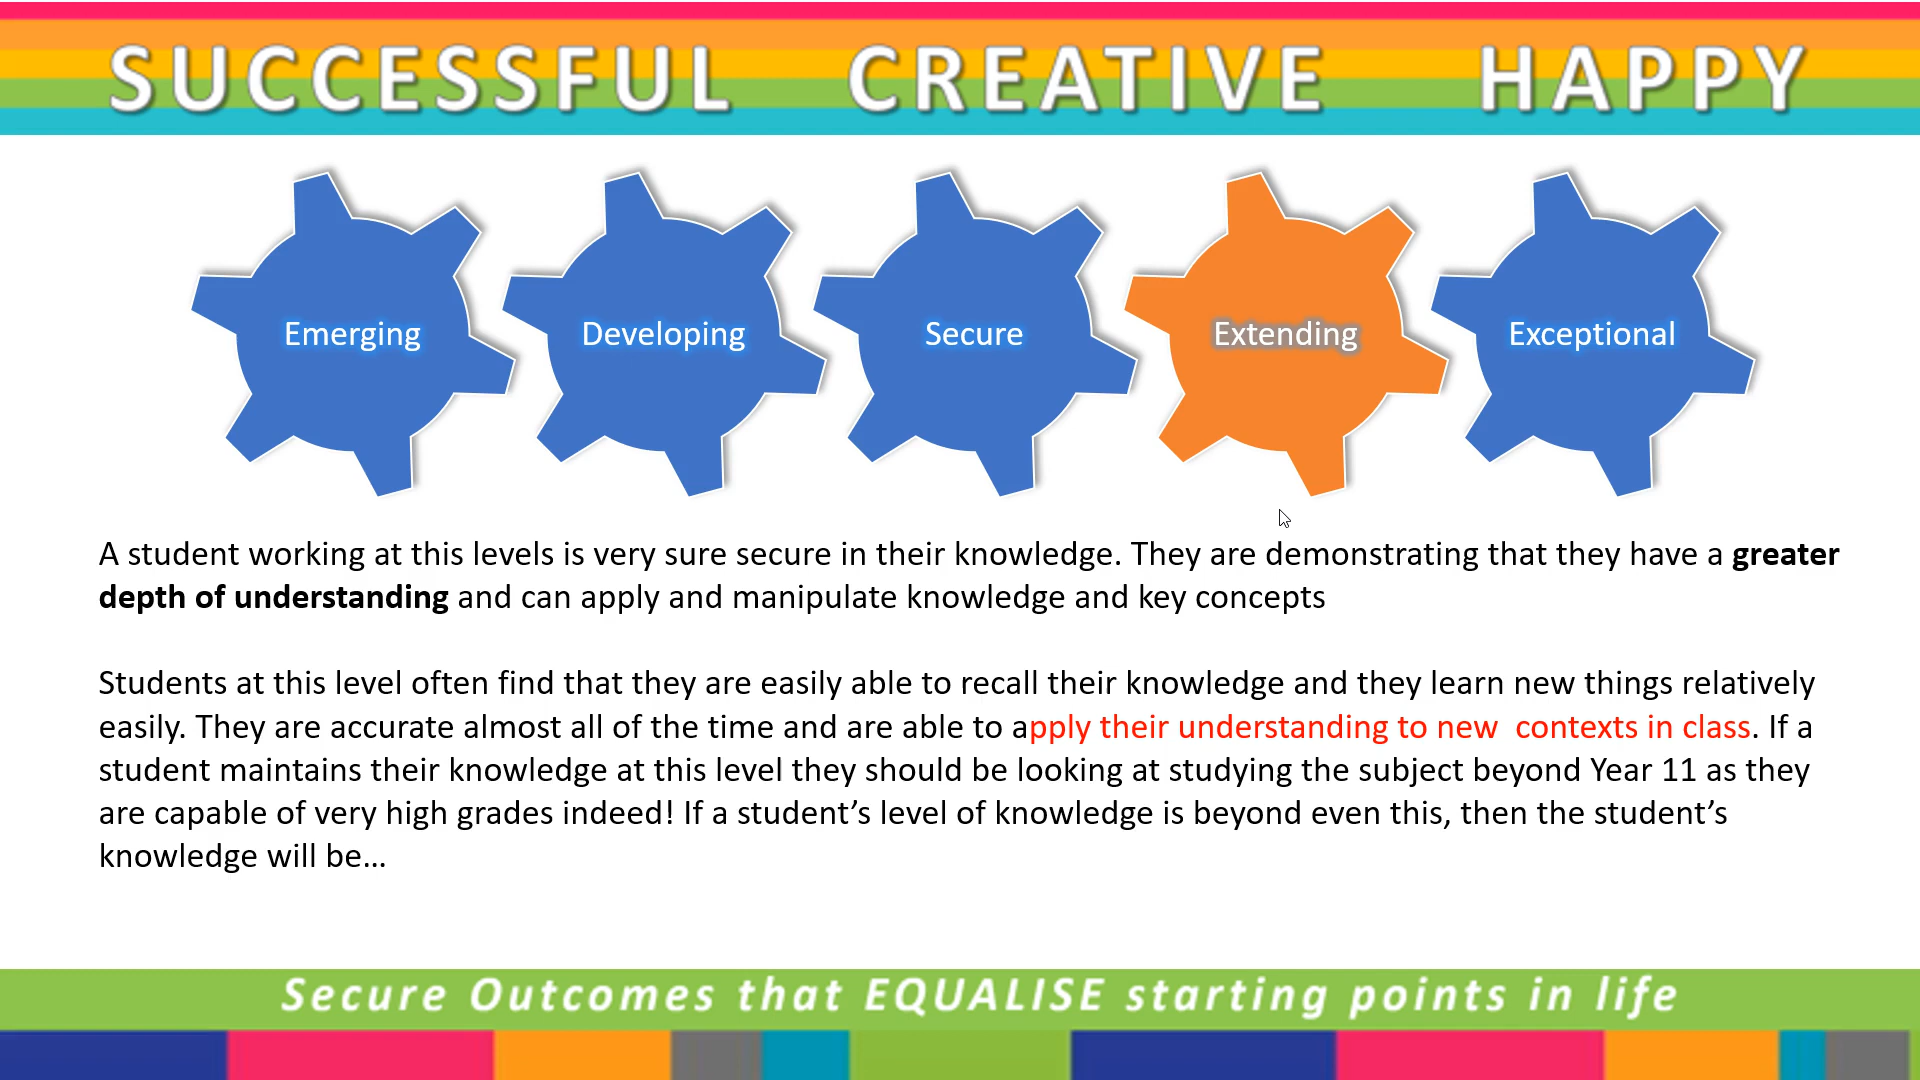 SUCCESSFUL CREATIVE HAPPY
Emerging Developing Secure Extending Exceptional
A student working at this levels is very sure secure in their knowledge. They are demonstrating that they have a greater
depth of understanding and can apply and manipulate knowledge and key concepts
Students at this level often find that they are easily able to recall their knowledge and they learn new things relatively
easily. They are accurate almost all of the time and are able to apply their understanding to new  contexts in class. If a
student maintains their knowledge at this level they should be looking at studying the subject beyond Year 11 as they
are capable of very high grades indeed! If a student’s level of knowledge is beyond even this, then the student’s
knowledge will be…
Secure Outcomes that EQUALISE starting points in life